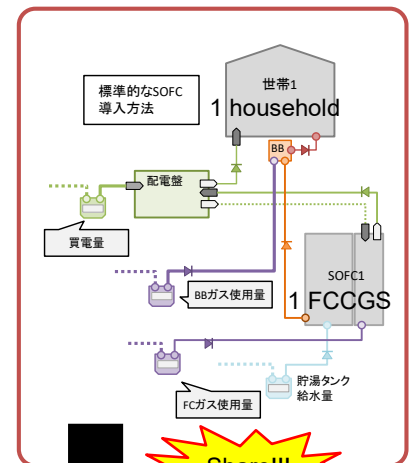 標準的なSOFC
導入方法
世帯1
1 household
BB
配電盤
買電量
BBガス使用量
SOFC1
1 FCCGS
FCガス使用量
貯湯タンク
給水量
Share!!!